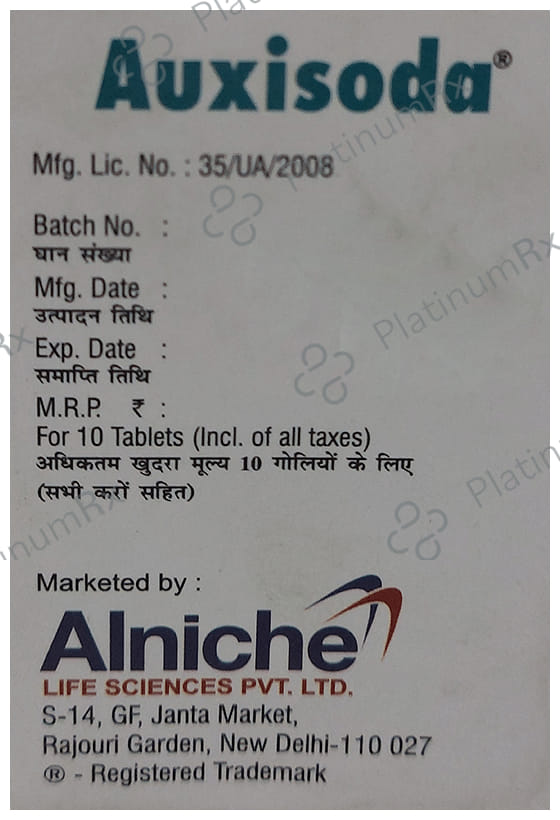 Auxisoda®
Mfg. Lic. No. : 35/UA/2008
Batch No. :
घान संख्या
Mfg. Date :
उत्पादन तिथि
Exp. Date :
समाप्ति तिथि
M.R.P. ₹ :
For 10 Tablets (Incl. of all taxes)
अधिकतम खुदरा मूल्य 10 गोलियों के लिए
(सभी करों सहित)
Marketed by :
Alniche
LIFE SCIENCES PVT. LTD.
S-14, GF, Janta Market,
Rajouri Garden, New Delhi-110 027
® - Registered Trademark
PlatinumRx
PlatinumRx